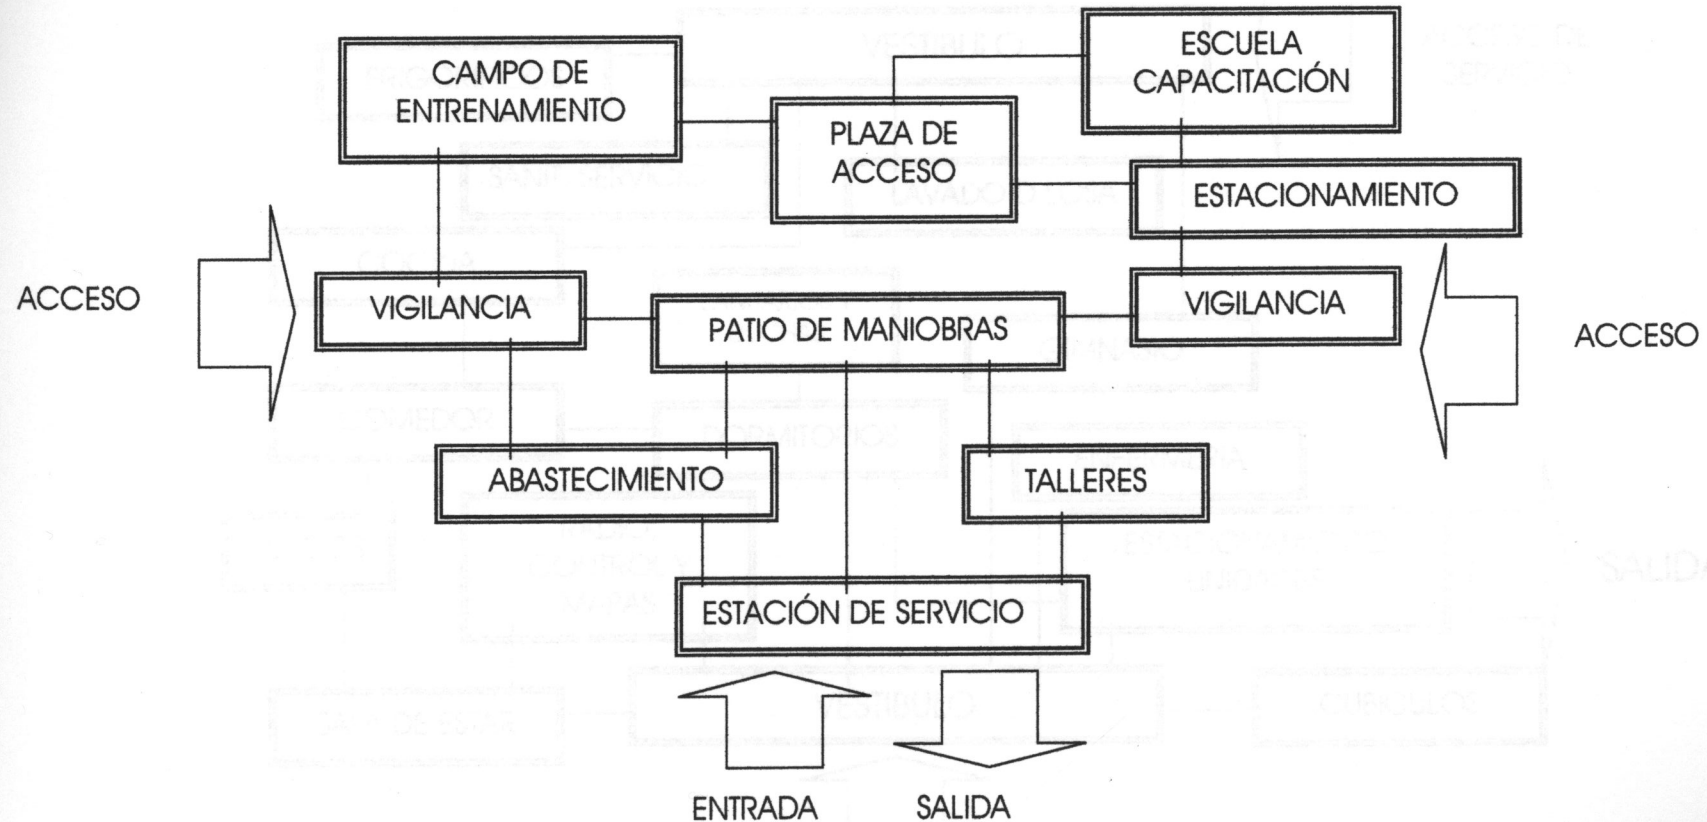 CAMPO DE
ENTRENAMIENTO
PLAZA DE
ACCESO
ESCUELA
CAPACITACIÓN
ESTACIONAMIENTO
ACCESO
VIGILANCIA
PATIO DE MANIOBRAS
VIGILANCIA
ACCESO
ABASTECIMIENTO
TALLERES
ESTACIÓN DE SERVICIO
ENTRADA
SALIDA